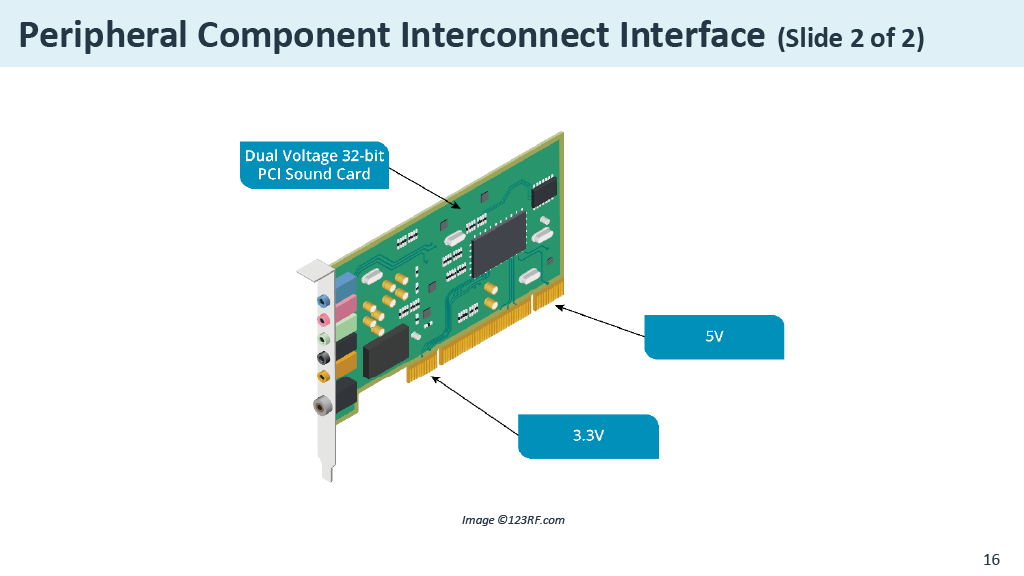 Peripheral Component Interconnect Interface (Slide 2 of 2)
Dual Voltage 32-bit
PCI Sound Card
5V
3.3V
Image ©123RF.com
16